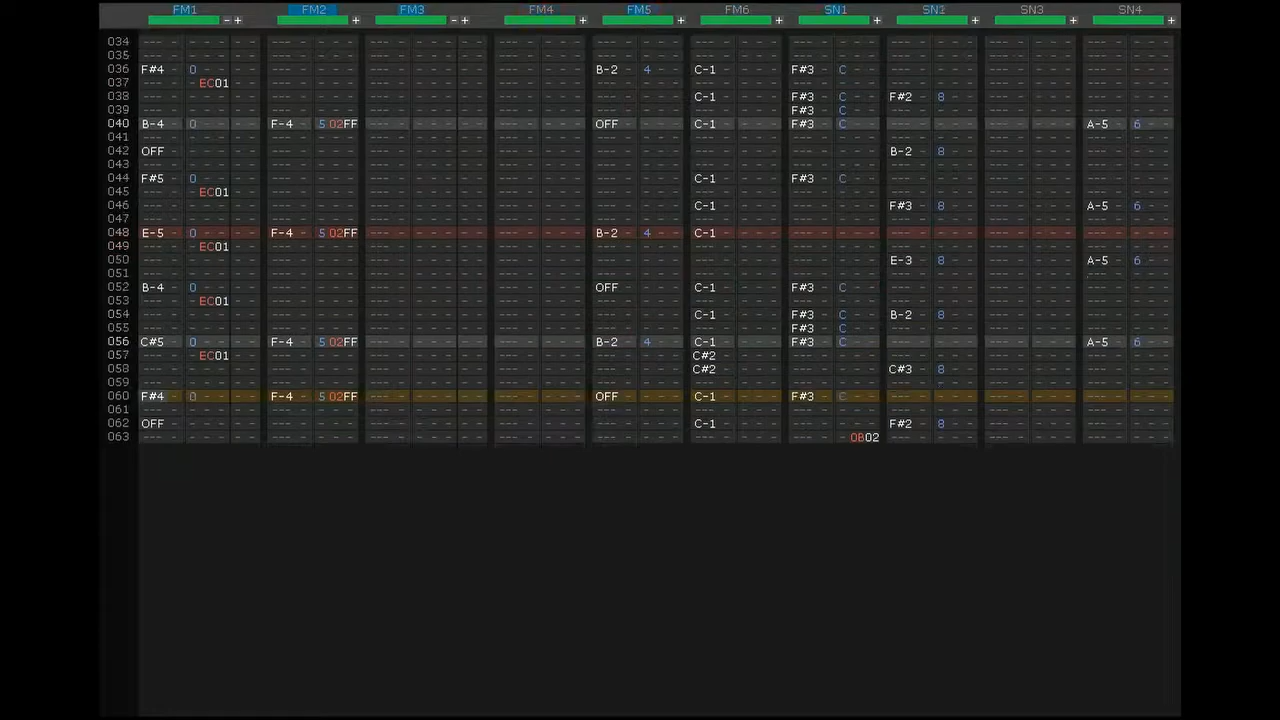 FM1 FM2 FM3 FM4 FM5 FM6 SN1 SN2 SN3 SN4
- + + - + + + + + + + +
034
035
036 F#4 0 B-2 4 C-1 F#3 C
037 EC01
038 C-1 F#3 C F#2 8
039 F#3 C
040 B-4 0 F-4 5 02FF OFF C-1 F#3 C A-5 6
041
042 OFF B-2 8
043
044 F#5 0 C-1 F#3 C
045 EC01
046 C-1 F#3 8 A-5 6
047
048 E-5 0 F-4 5 02FF B-2 4 C-1
049 EC01
050 E-3 8 A-5 6
051
052 B-4 0 OFF C-1 F#3 C
053 EC01
054 C-1 F#3 C B-2 8
055 F#3 C
056 C#5 0 F-4 5 02FF B-2 4 C-1 F#3 C A-5 6
057 EC01 C#2
058 C#2 C#3 8
059
060 F#4 0 F-4 5 02FF OFF C-1 F#3 C
061
062 OFF C-1 F#2 8
063 0B02